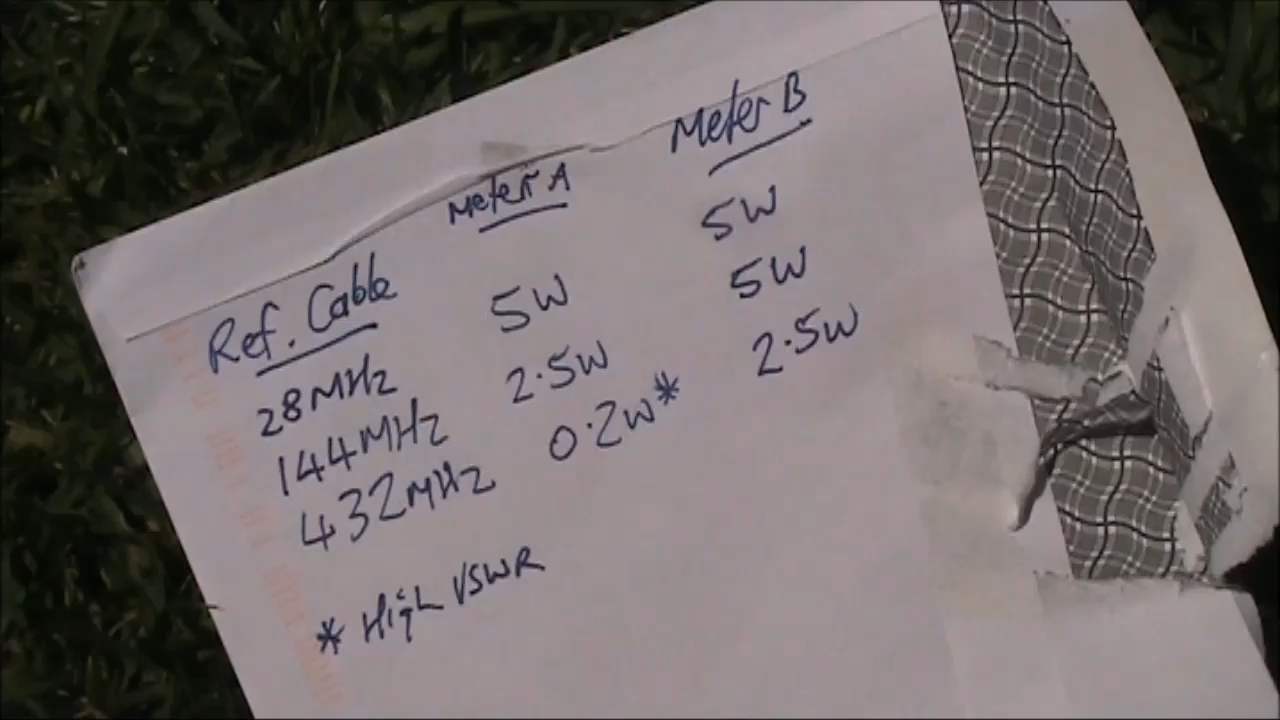 Ref. Cable Meter A Meter B
28MHz 5W 5W
144MHz 2.5W 5W
432MHz 0.2W* 2.5W
* High VSWR